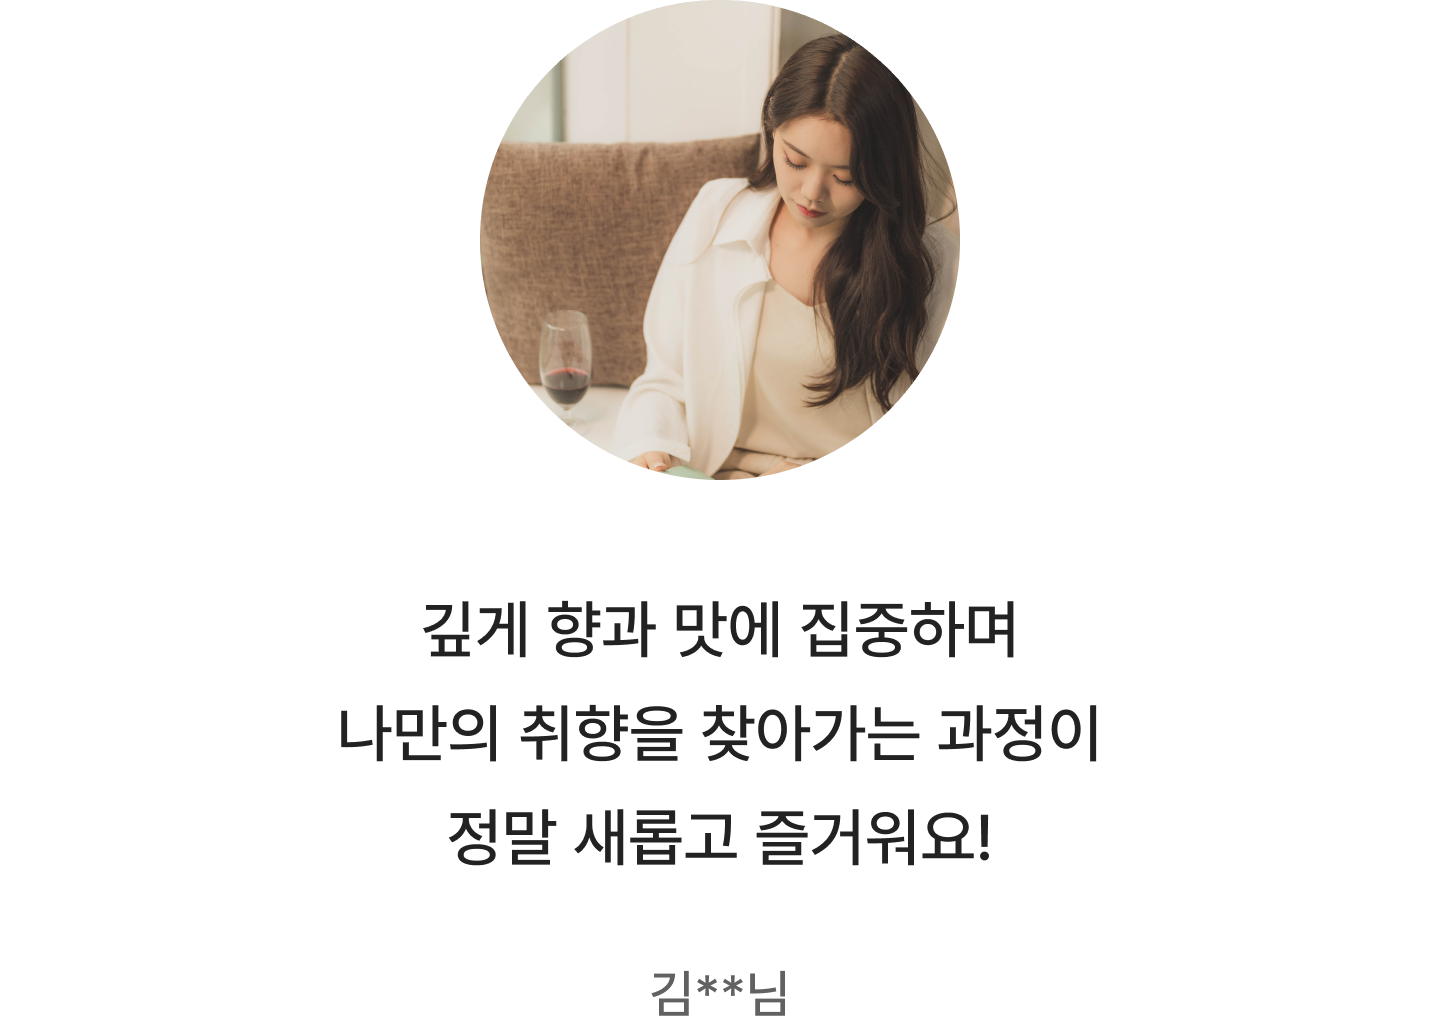 깊게 향과 맛에 집중하며
나만의 취향을 찾아가는 과정이
정말 새롭고 즐거워요!
김**님